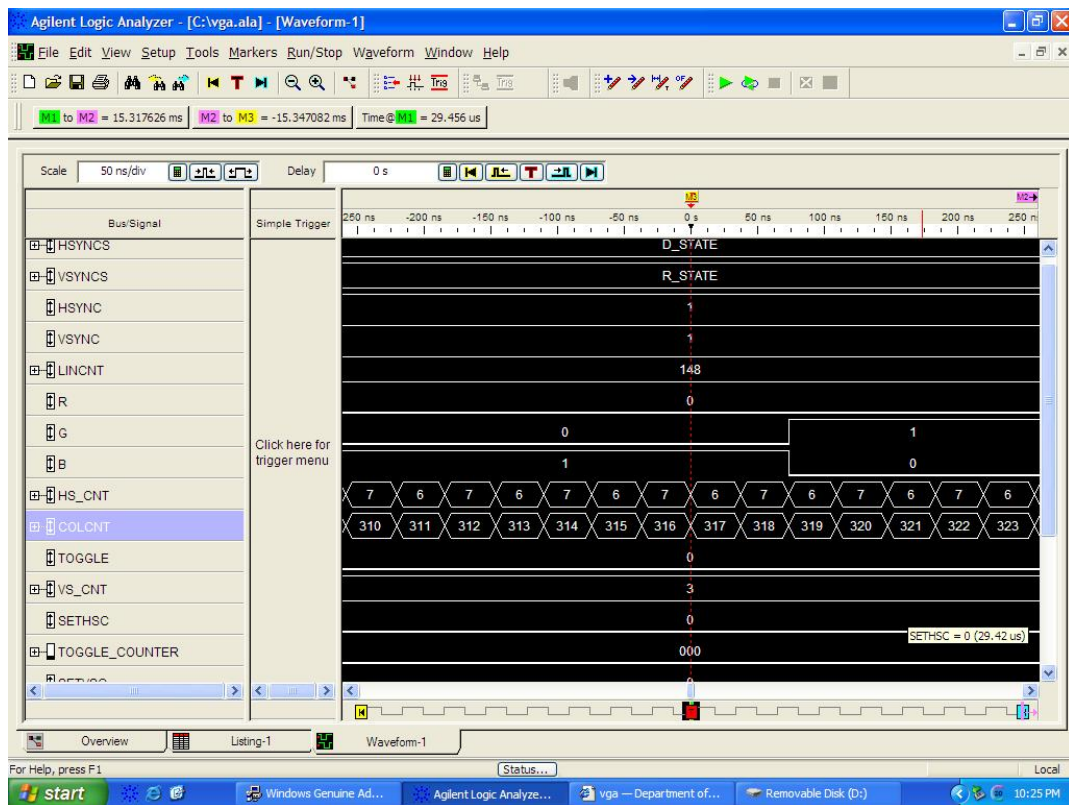 Agilent Logic Analyzer - [C:\vga.ala] - [Waveform-1]
File Edit View Setup Tools Markers Run/Stop Waveform Window Help
M1 to M2 = 15.317626 ms M2 to M3 = -15.347082 ms Time@M1 = 29.456 us
Scale 50 ns/div Delay 0 s
M3 M2
Bus/Signal Simple Trigger 250 ns -200 ns -150 ns -100 ns -50 ns 0 s 50 ns 100 ns 150 ns 200 ns 250 n
HSYNCS D_STATE
VSYNCS R_STATE
HSYNC 1
VSYNC 1
LINCNT 148
R 0
G 0 1
Click here for
trigger menu
B 1 0
HS_CNT 7 6 7 6 7 6 7 6 7 6 7 6 7 6
COLCNT 310 311 312 313 314 315 316 317 318 319 320 321 322 323
TOGGLE 0
VS_CNT 3
SETHSC 0
SETHSC = 0 (29.42 us)
TOGGLE_COUNTER 000
Overview Listing-1 Waveform-1
For Help, press F1 Status... Local
start Windows Genuine Ad... Agilent Logic Analyze... vga — Department of... Removable Disk (D:) 10:25 PM